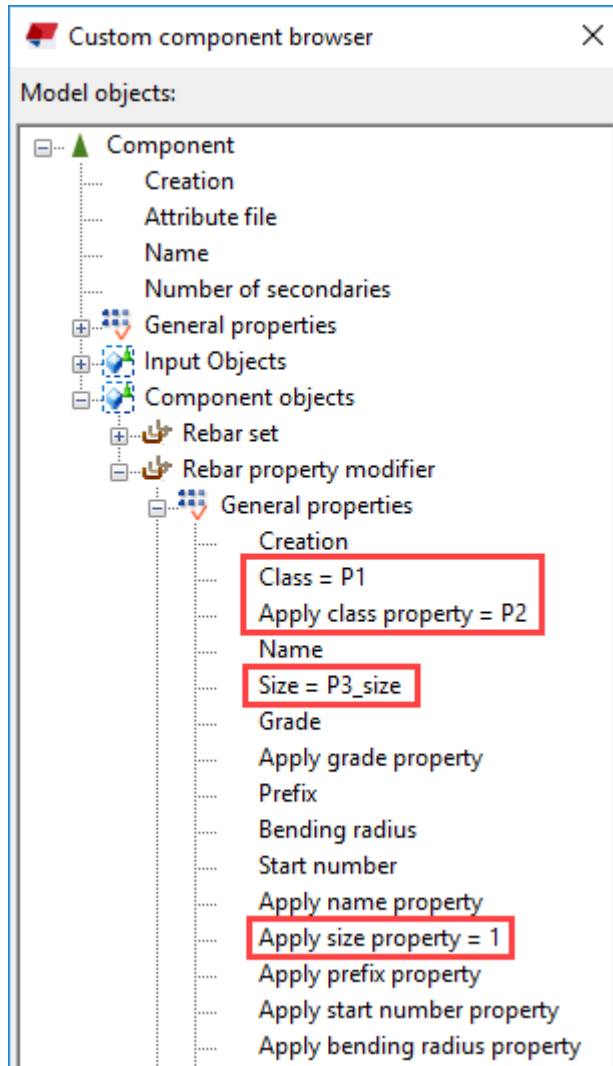 Custom component browser
Model objects:
Component
Creation
Attribute file
Name
Number of secondaries
General properties
Input Objects
Component objects
Rebar set
Rebar property modifier
General properties
Creation
Class = P1
Apply class property = P2
Name
Size = P3_size
Grade
Apply grade property
Prefix
Bending radius
Start number
Apply name property
Apply size property = 1
Apply prefix property
Apply start number property
Apply bending radius property